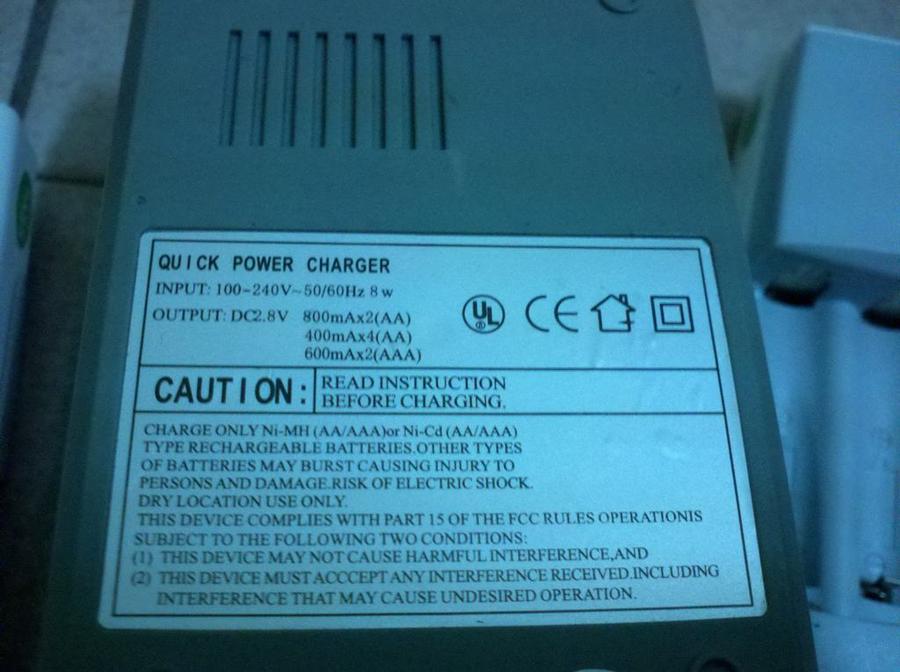 QUICK POWER CHARGER
INPUT: 100-240V~50/60Hz 8w
OUTPUT: DC2.8V 800mAx2(AA)
400mAx4(AA)
600mAx2(AAA)
UL
CE
CAUTION:
READ INSTRUCTION
BEFORE CHARGING.
CHARGE ONLY Ni-MH (AA/AAA)or Ni-Cd (AA/AAA)
TYPE RECHARGEABLE BATTERIES.OTHER TYPES
OF BATTERIES MAY BURST CAUSING INJURY TO
PERSONS AND DAMAGE.RISK OF ELECTRIC SHOCK.
DRY LOCATION USE ONLY.
THIS DEVICE COMPLIES WITH PART 15 OF THE FCC RULES OPERATIONIS
SUBJECT TO THE FOLLOWING TWO CONDITIONS:
(1) THIS DEVICE MAY NOT CAUSE HARMFUL INTERFERENCE,AND
(2) THIS DEVICE MUST ACCCEPT ANY INTERFERENCE RECEIVED.INCLUDING
INTERFERENCE THAT MAY CAUSE UNDESIRED OPERATION.